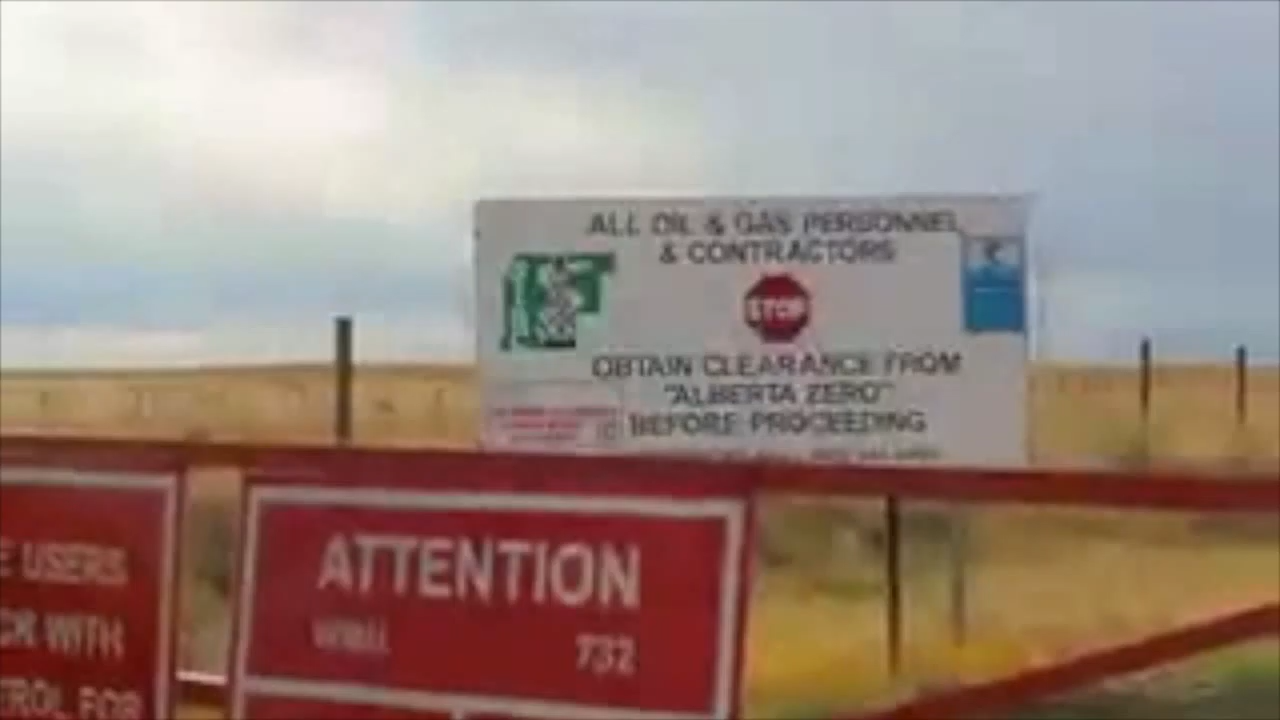 ALL OIL & GAS PERSONNEL
& CONTRACTORS
STOP
OBTAIN CLEARANCE FROM
"ALBERTA ZERO"
BEFORE PROCEEDING
E USERS
CK WITH
TROL FOR
ATTENTION
732